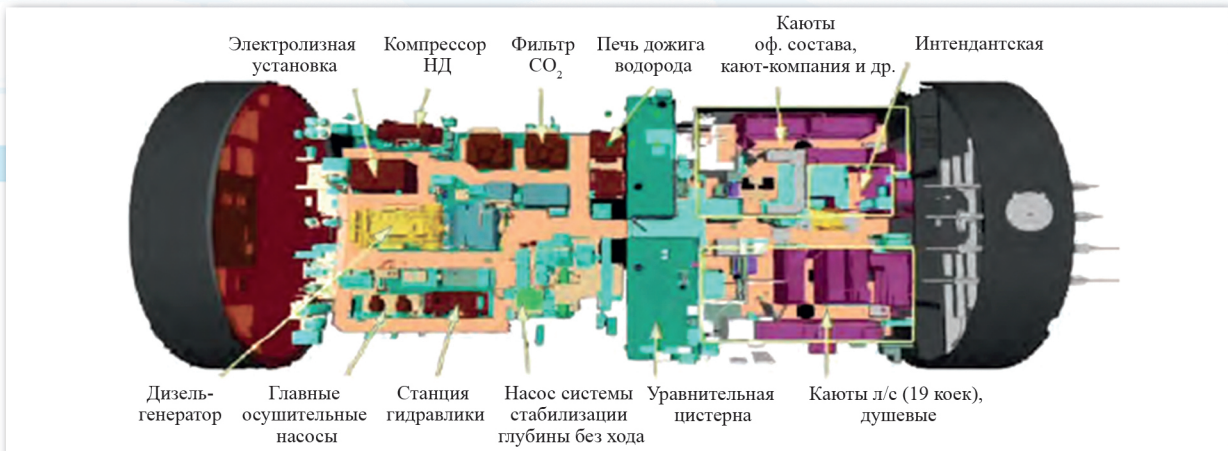 Электролизная
установка
Компрессор
НД
Фильтр
CO2
Печь дожига
водорода
Каюты
оф. состава,
кают-компания и др.
Интендантская
Дизель-
генератор
Главные
осушительные
насосы
Станция
гидравлики
Насос системы
стабилизации
глубины без хода
Уравнительная
цистерна
Каюты л/с (19 коек),
душевые